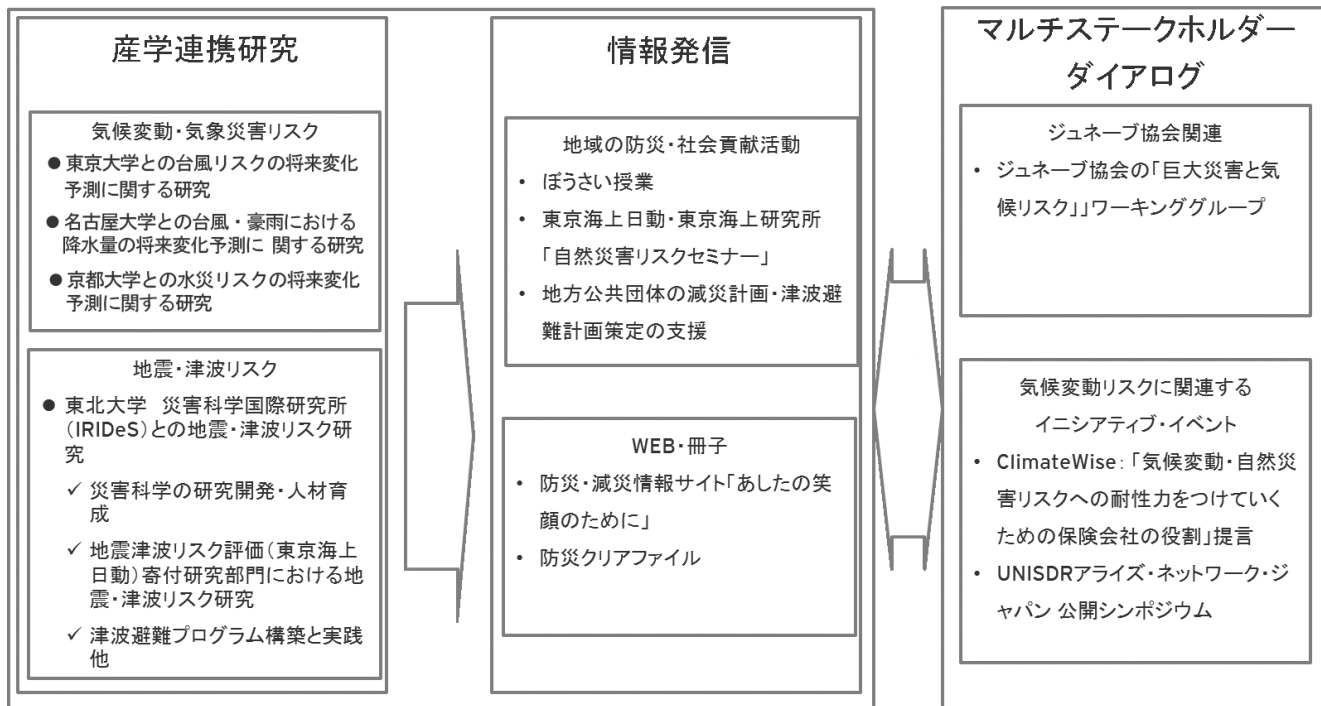 産学連携研究
気候変動・気象災害リスク
● 東京大学との台風リスクの将来変化
予測に関する研究
● 名古屋大学との台風・豪雨における
降水量の将来変化予測に 関する研究
● 京都大学との水災リスクの将来変化
予測に関する研究
地震・津波リスク
● 東北大学 災害科学国際研究所
(IRIDeS)との地震・津波リスク研
究
✓ 災害科学の研究開発・人材育
成
✓ 地震津波リスク評価(東京海上
日動)寄付研究部門における地
震・津波リスク研究
✓ 津波避難プログラム構築と実践
他
情報発信
地域の防災・社会貢献活動
• ぼうさい授業
• 東京海上日動・東京海上研究所
「自然災害リスクセミナー」
• 地方公共団体の減災計画・津波避
難計画策定の支援
WEB・冊子
• 防災・減災情報サイト「あしたの笑
顔のために」
• 防災クリアファイル
マルチステークホルダー
ダイアログ
ジュネーブ協会関連
• ジュネーブ協会の「巨大災害と気
候リスク」」ワーキンググループ
気候変動リスクに関連する
イニシアティブ・イベント
• ClimateWise:「気候変動・自然災
害リスクへの耐性力をつけていく
ための保険会社の役割」提言
• UNISDRアライズ・ネットワーク・ジ
ャパン 公開シンポジウム